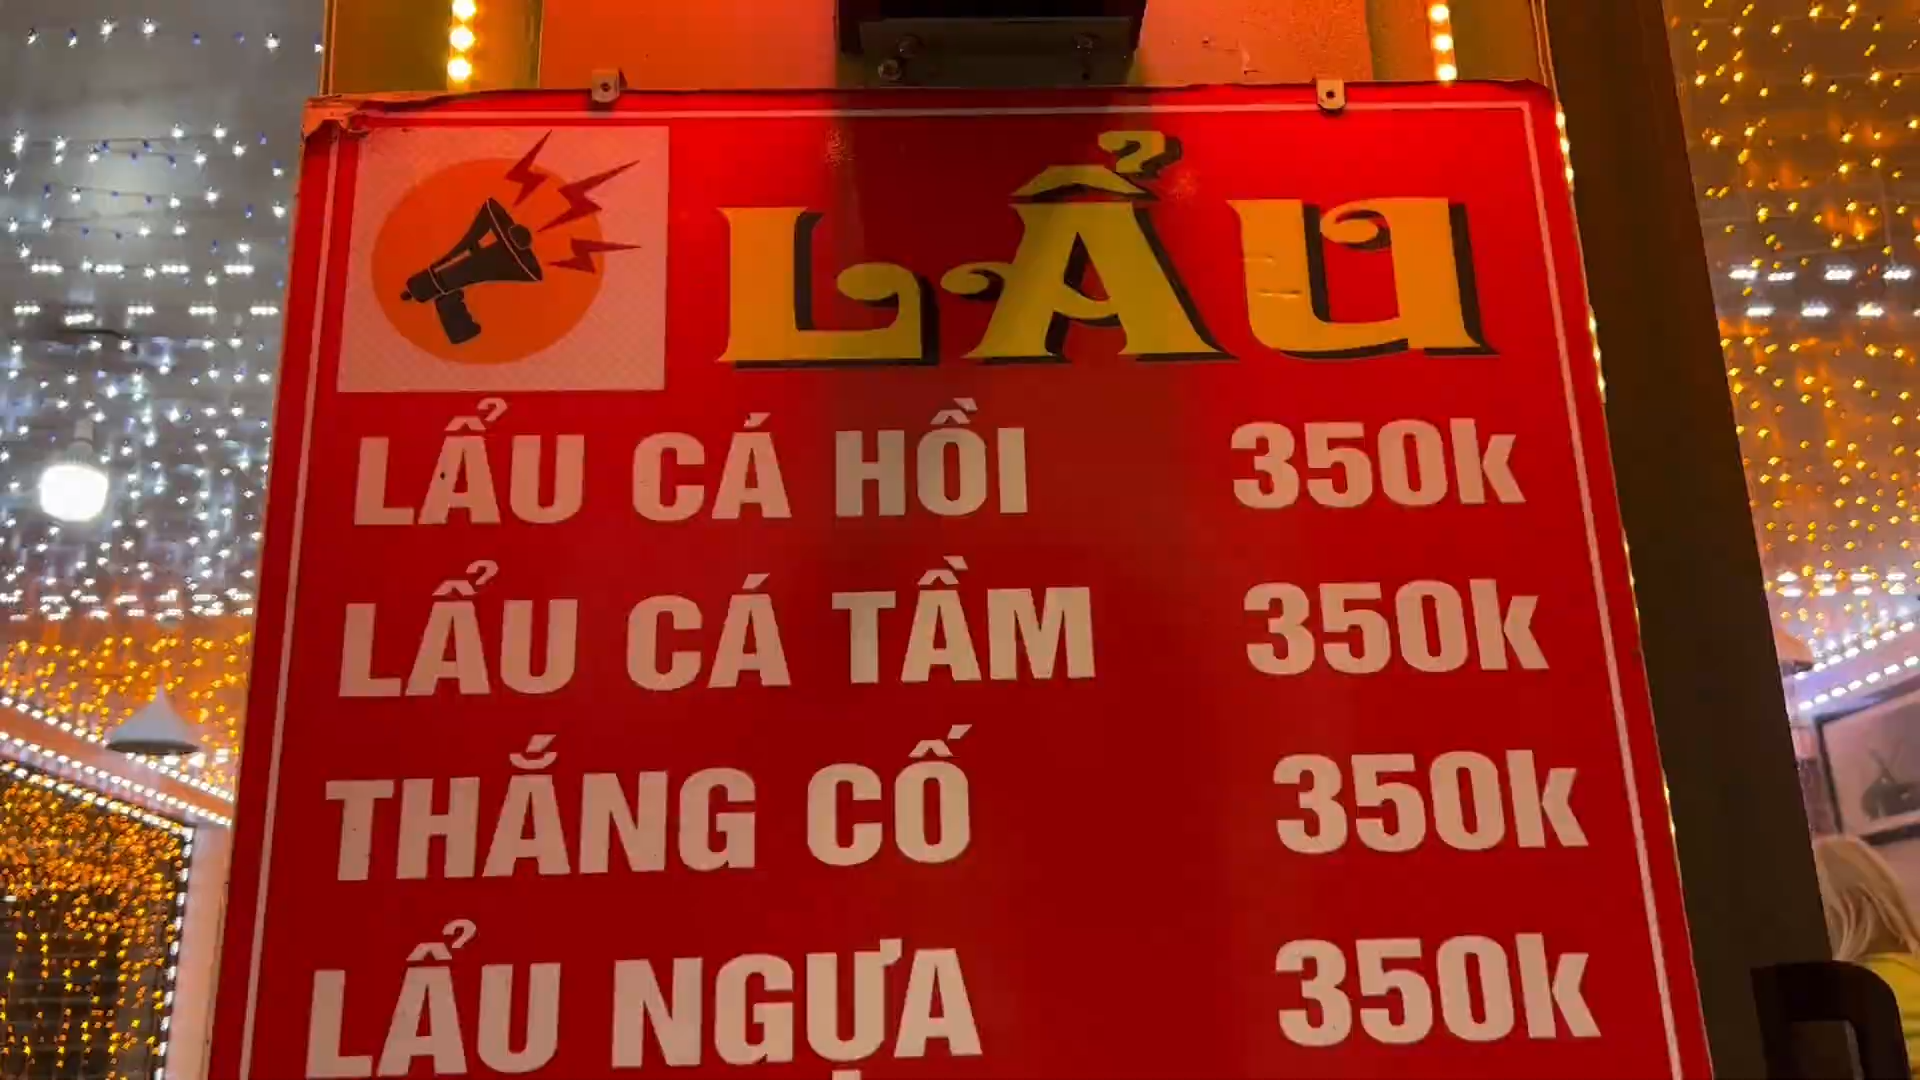 LẨU
LẨU CÁ HỒI 350k
LẨU CÁ TẦM 350k
THẮNG CỐ 350k
LẨU NGỰA 350k